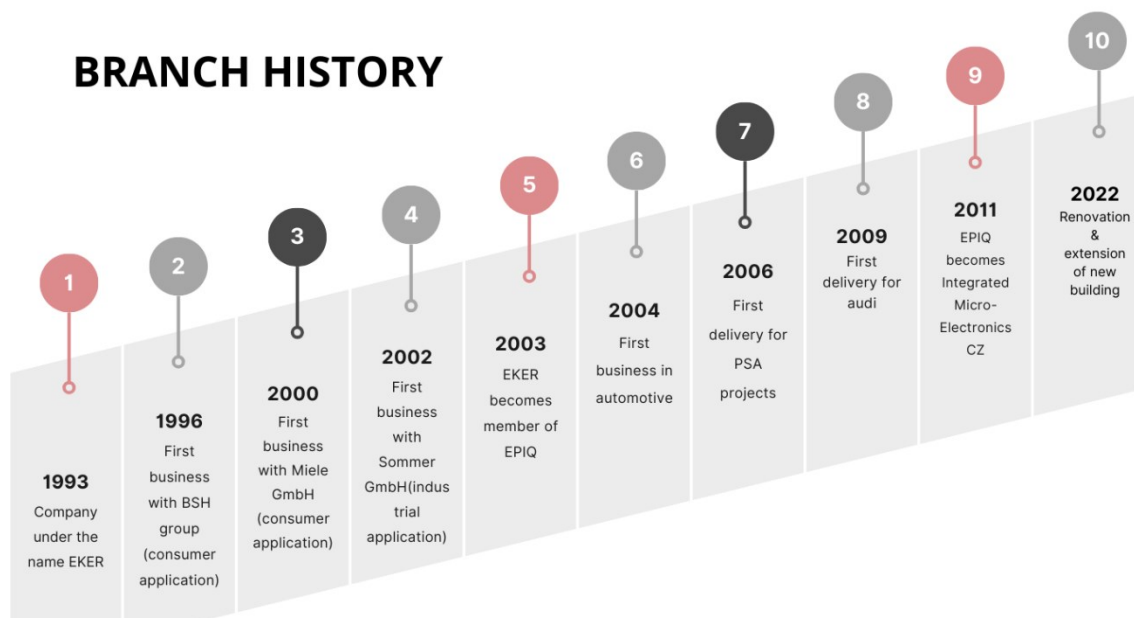 BRANCH HISTORY
1
1993
Company
under the
name EKER
2
1996
First
business
with BSH
group
(consumer
application)
3
2000
First
business
with Miele
GmbH
(consumer
application)
4
2002
First
business
with
Sommer
GmbH(indus
trial
application)
5
2003
EKER
becomes
member of
EPIQ
6
2004
First
business in
automotive
7
2006
First
delivery for
PSA
projects
8
2009
First
delivery for
audi
9
2011
EPIQ
becomes
Integrated
Micro-
Electronics
CZ
10
2022
Renovation
&
extension
of new
building